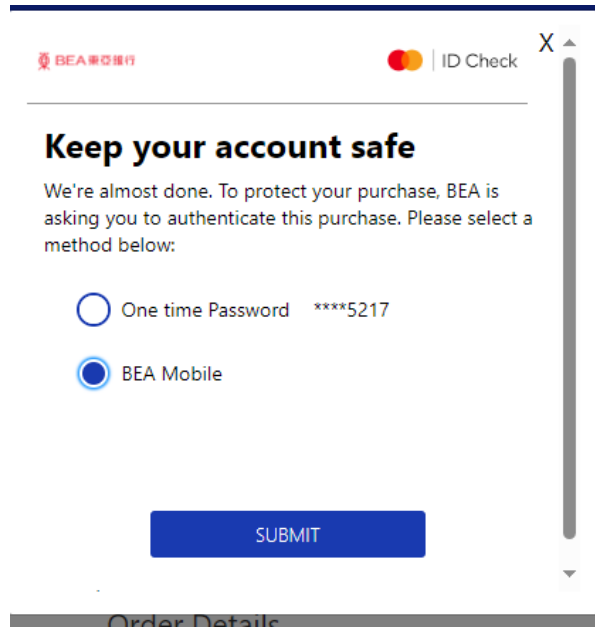 BEA東亞銀行
ID Check
X
Keep your account safe
We're almost done. To protect your purchase, BEA is
asking you to authenticate this purchase. Please select a
method below:
One time Password ****5217
BEA Mobile
SUBMIT
Order Details